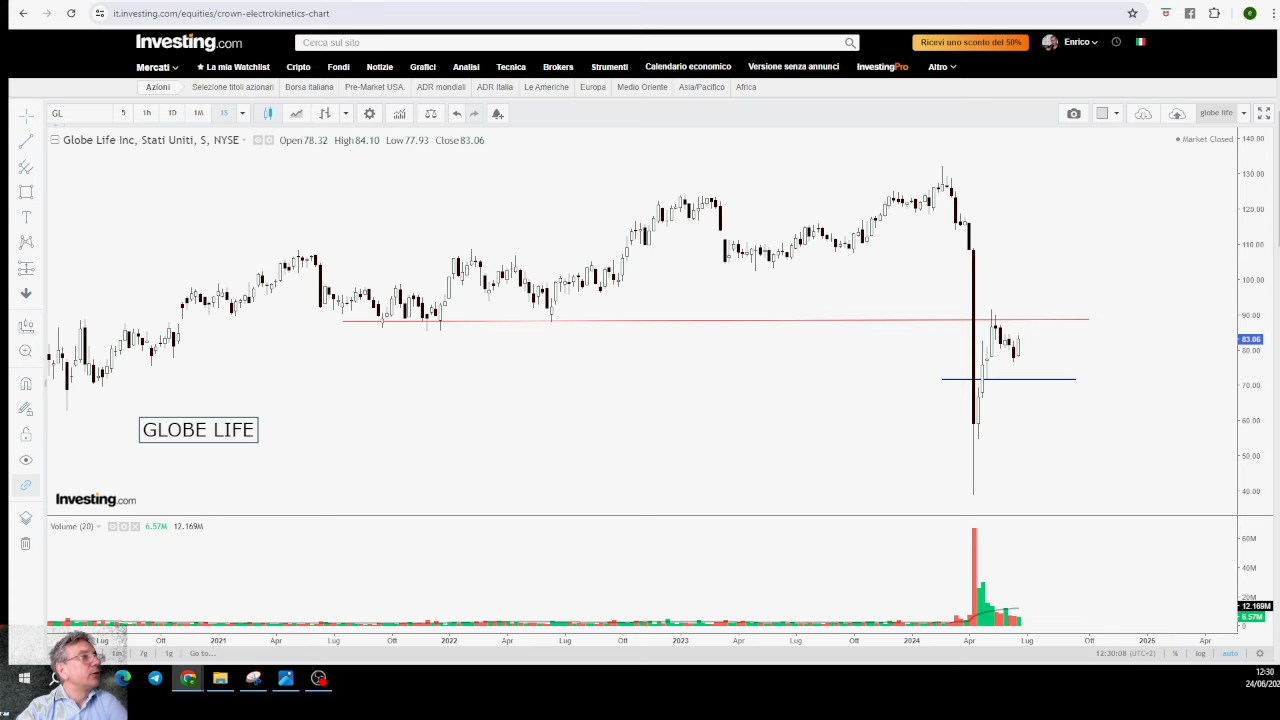 it.investing.com/equities/crown-electrokinetics-chart
e
Investing.com
Cerca sul sito
Ricevi uno sconto del 50%
Enrico
Mercati
La mia Watchlist
Cripto
Fondi
Notizie
Grafici
Analisi
Tecnica
Brokers
Strumenti
Calendario economico
Versione senza annunci
InvestingPro
Altro
Azioni
Selezione titoli azionari
Borsa italiana
Pre-Market USA.
ADR mondiali
ADR Italia
Le Americhe
Europa
Medio Oriente
Asia/Pacifico
Africa
GL
5
1h
1D
1M
1S
globe life
Globe Life Inc, Stati Uniti, S, NYSE
Open78.32 High84.10 Low77.93 Close83.06
Market Closed
140.00
130.00
120.00
110.00
100.00
90.00
83.06
80.00
70.00
60.00
50.00
40.00
GLOBE LIFE
Investing.com
Volume (20)
6.57M
12.169M
60M
40M
20M
12.169M
6.57M
0
Lug
Ott
2021
Apr
Lug
Ott
2022
Apr
Lug
Ott
2023
Apr
Lug
Ott
2024
Apr
Lug
Ott
2025
Apr
7g
1g
Go to...
12:30:08 (UTC+2)
%
log
auto
12:30
24/06/202